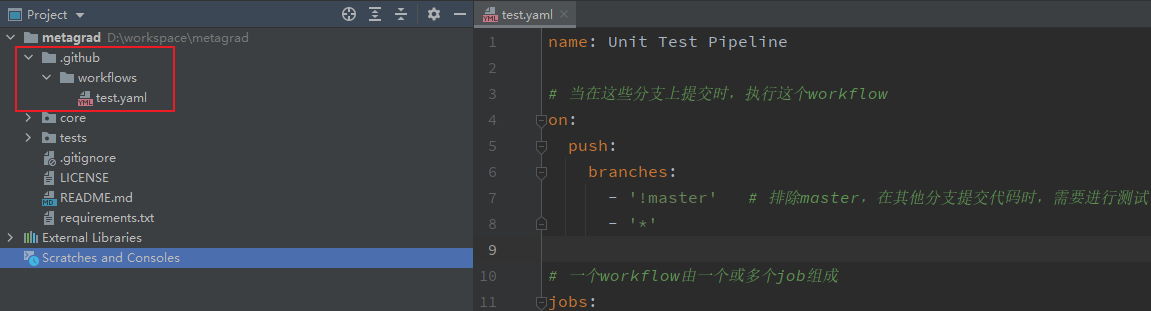 Project
metagrad D:\workspace\metagrad
.github
workflows
test.yaml
core
tests
.gitignore
LICENSE
README.md
requirements.txt
External Libraries
Scratches and Consoles
test.yaml
1 name: Unit Test Pipeline
2
3 # 当在这些分支上提交时，执行这个workflow
4 on:
5 push:
6 branches:
7 - '!master' # 排除master，在其他分支提交代码时，需要进行测试
8 - '*'
9
10 # 一个workflow由一个或多个job组成
11 jobs: